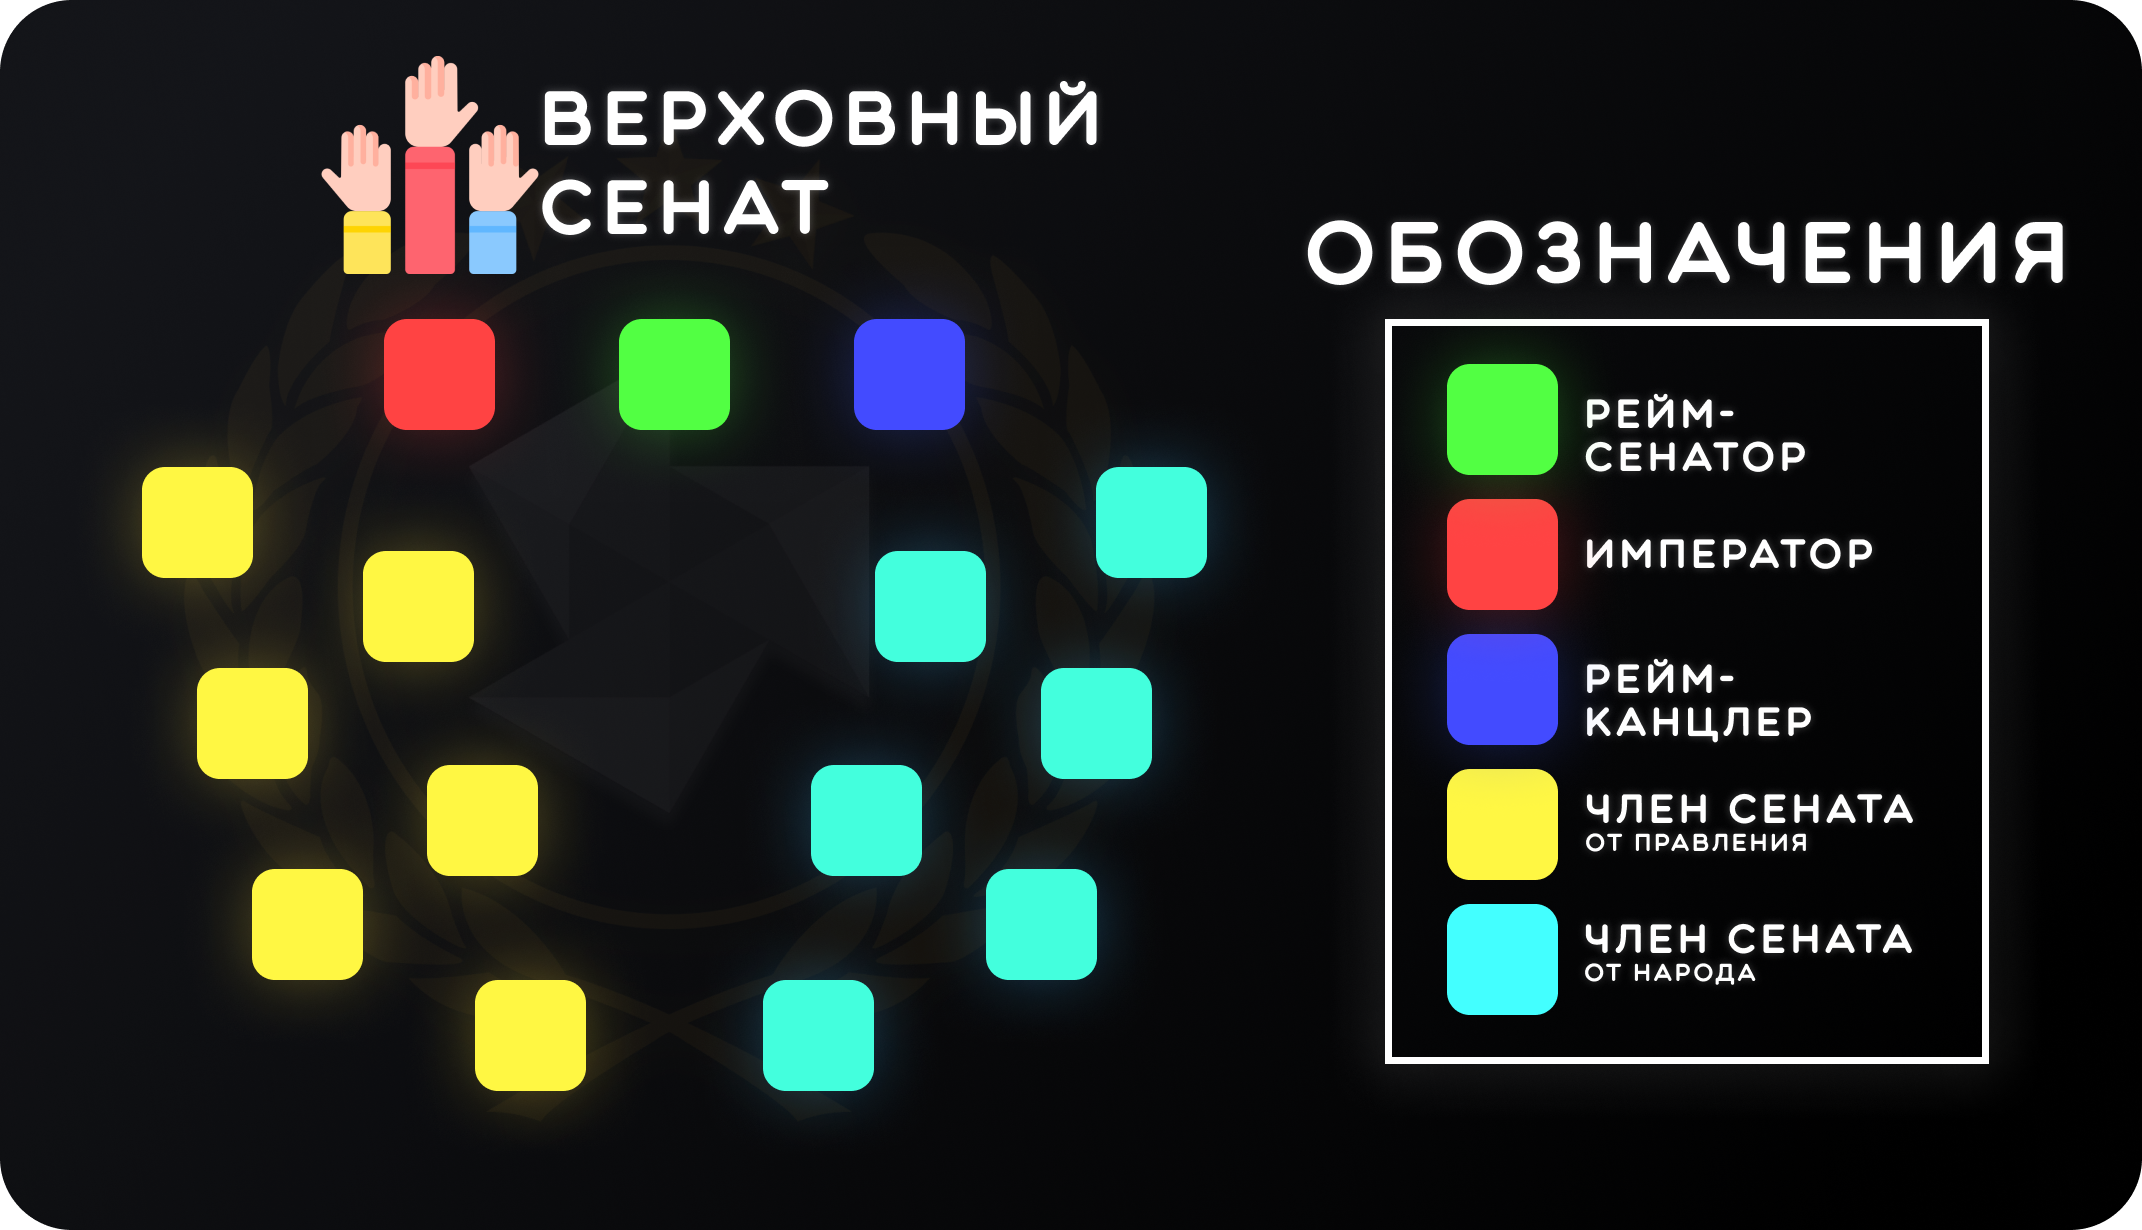 ВЕРХОВНЫЙ
СЕНАТ
ОБОЗНАЧЕНИЯ
РЕЙМ-
СЕНАТОР
ИМПЕРАТОР
РЕЙМ-
КАНЦЛЕР
ЧЛЕН СЕНАТА
ОТ ПРАВЛЕНИЯ
ЧЛЕН СЕНАТА
ОТ НАРОДА